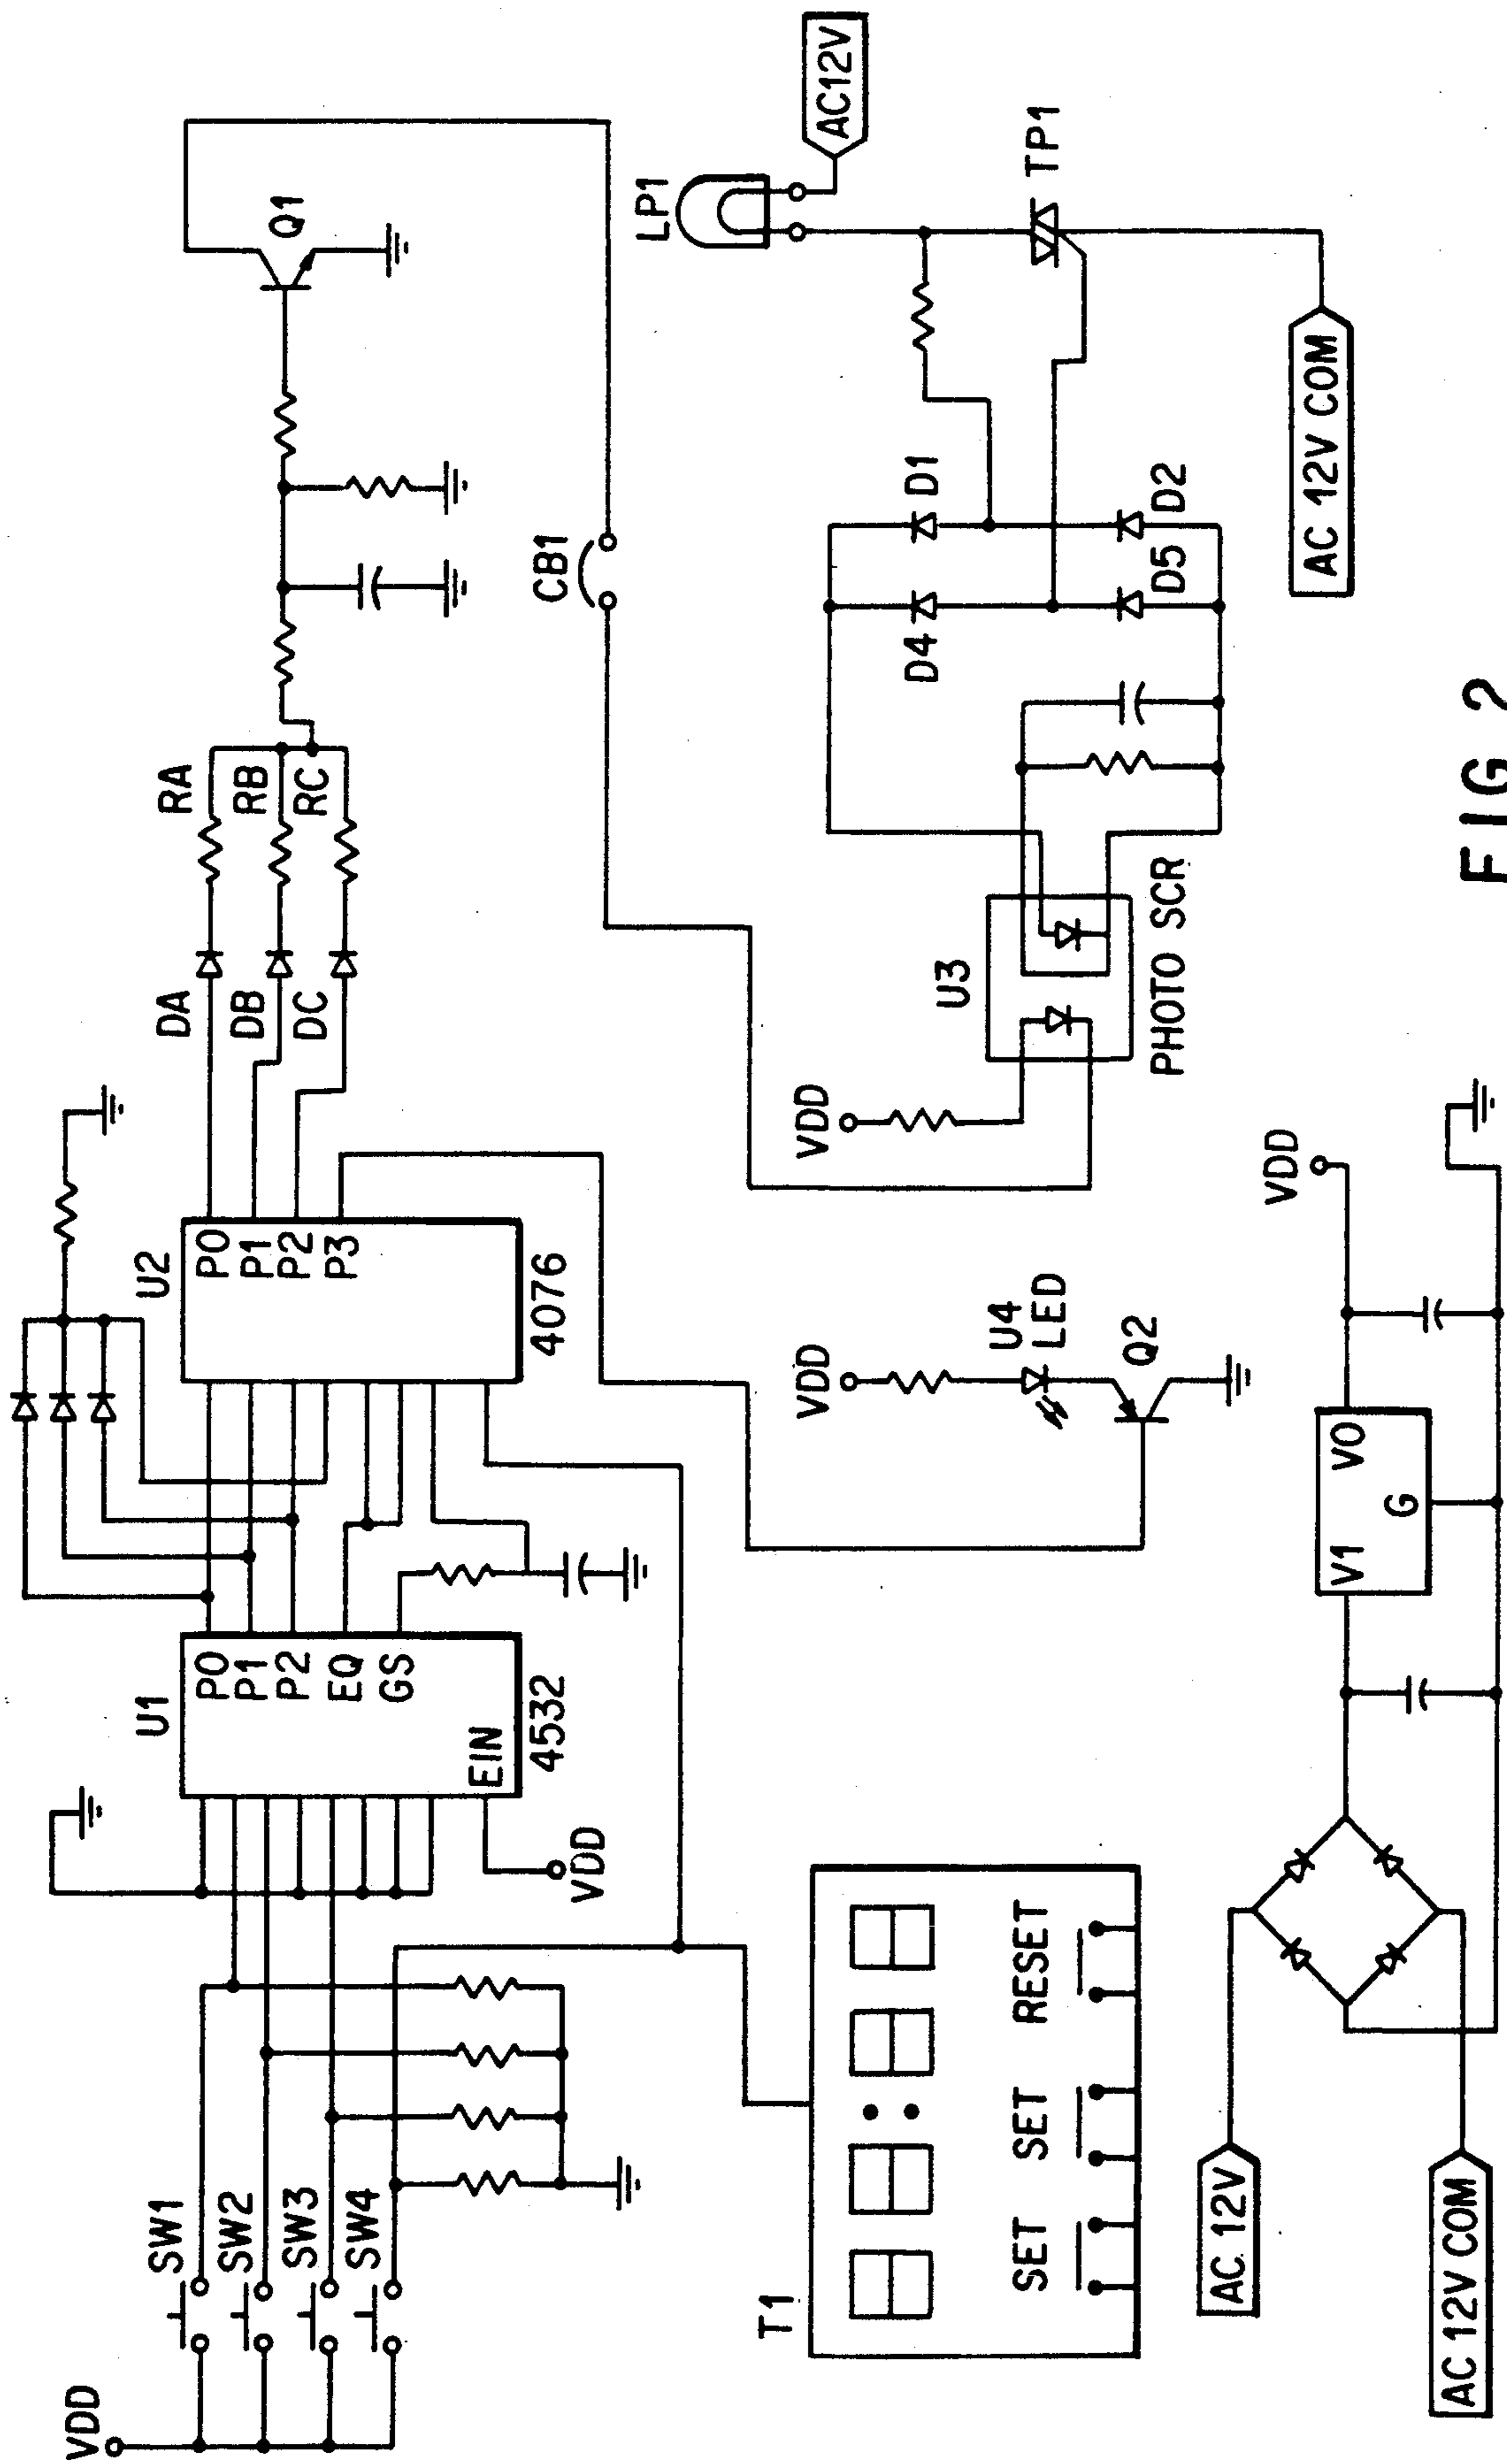 VDD
SW1
SW2
SW3
SW4
U1
P0
P1
P2
EQ
GS
EIN
4532
VDD
U2
P0
P1
P2
P3
4076
DA
DB
DC
RA
RB
RC
Q1
CB1
VDD
U4
LED
Q2
VDD
U3
PHOTO SCR
D4
D1
D5
D2
LP1
AC12V
TP1
AC 12V COM
T1
SET
SET
RESET
AC. 12V
AC 12V COM
V1
V0
G
VDD
FIG 2